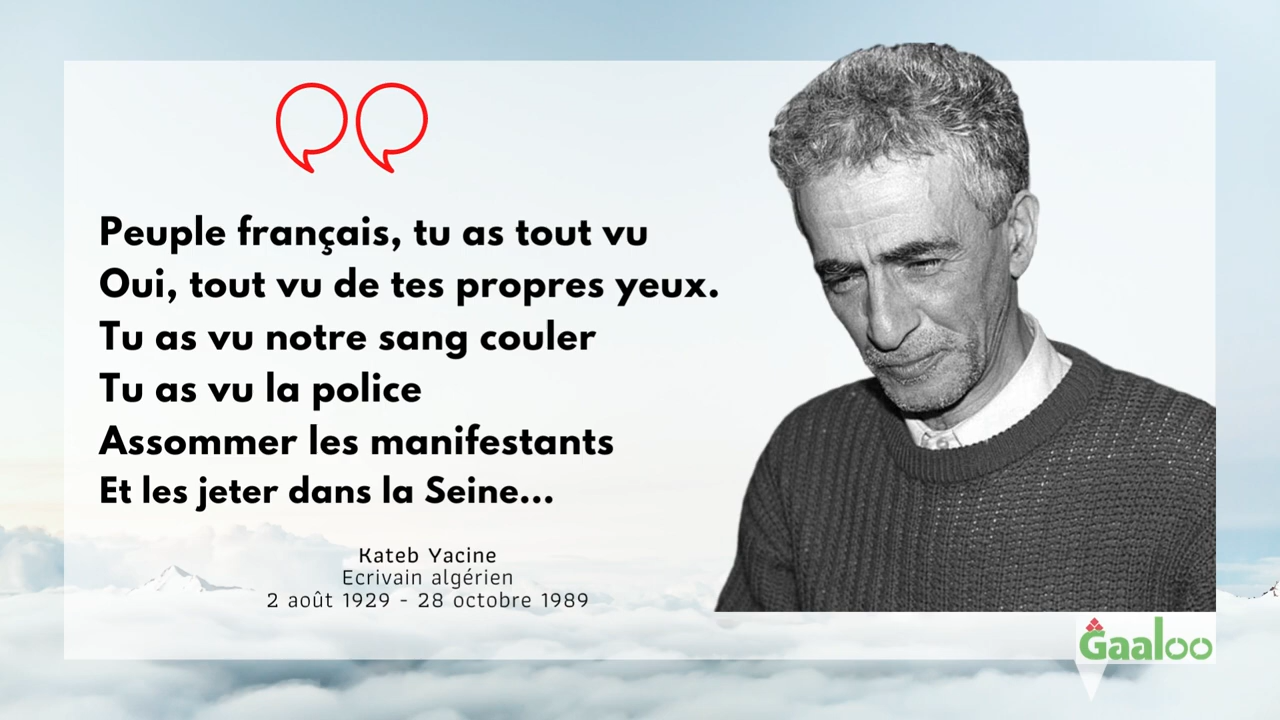 Peuple français, tu as tout vu
Oui, tout vu de tes propres yeux.
Tu as vu notre sang couler
Tu as vu la police
Assommer les manifestants
Et les jeter dans la Seine...
Kateb Yacine
Ecrivain algérien
2 août 1929 - 28 octobre 1989
Gaaloo